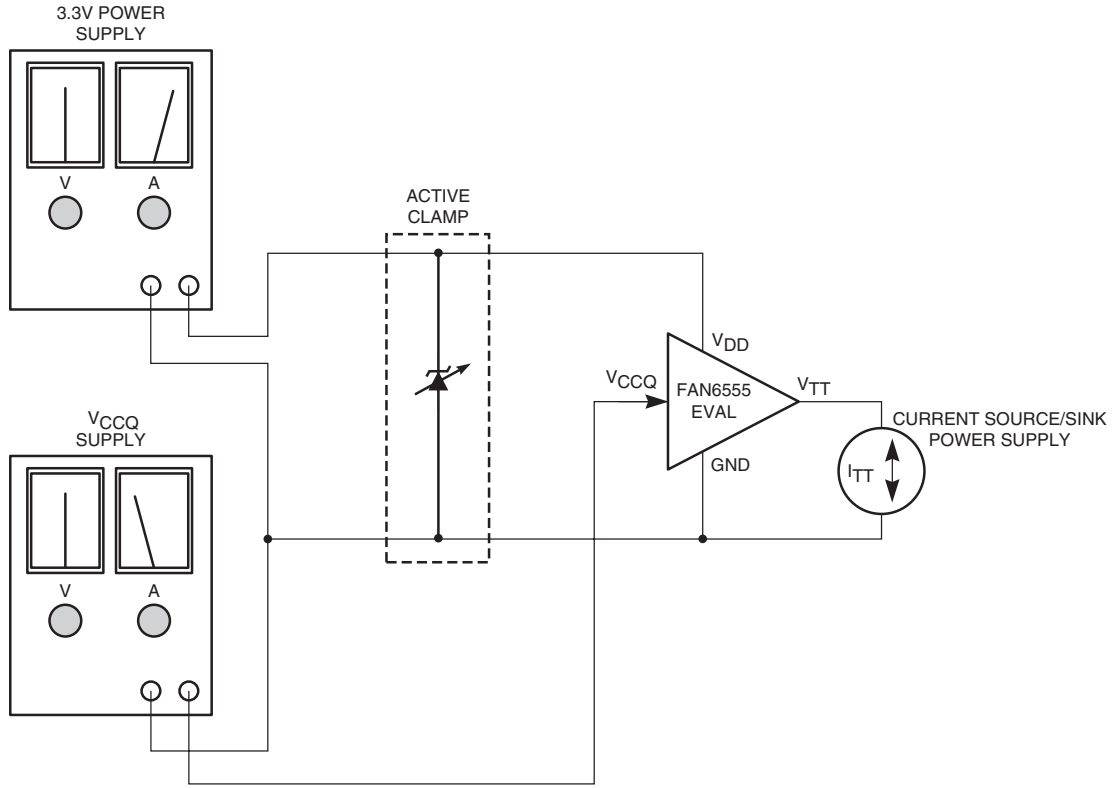 3.3V POWER
SUPPLY
V
A
ACTIVE
CLAMP
VDD
VCCQ
FAN6555
EVAL
VTT
GND
CURRENT SOURCE/SINK
POWER SUPPLY
ITT
VCCQ
SUPPLY
V
A